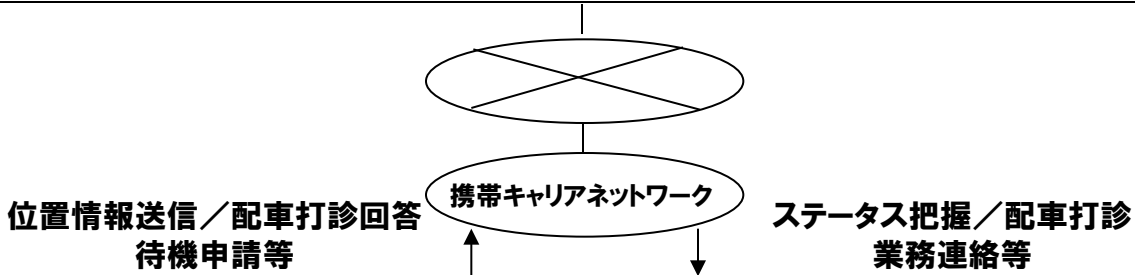 携帯キャリアネットワーク
位置情報送信／配車打診回答
待機申請等
ステータス把握／配車打診
業務連絡等